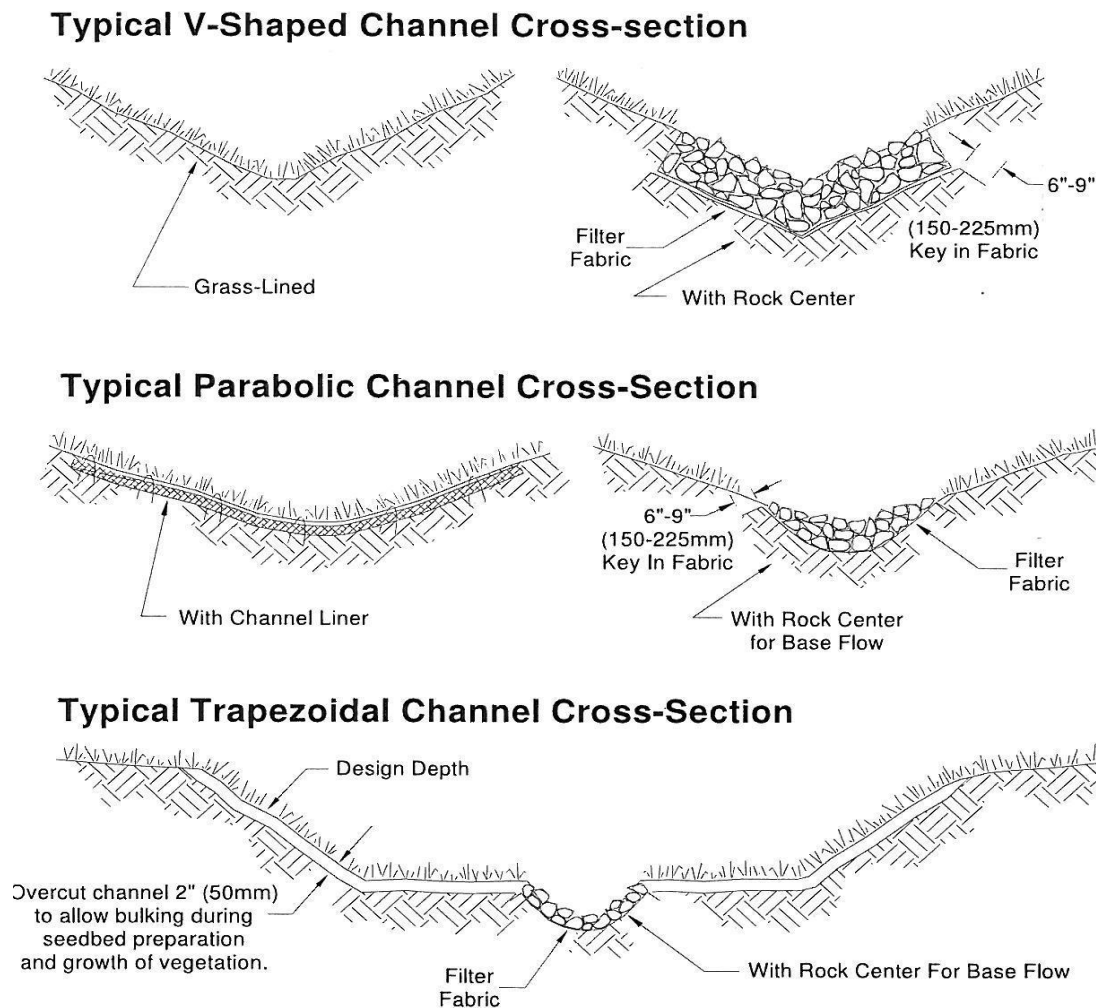 Typical V-Shaped Channel Cross-section
Grass-Lined
Filter
Fabric
With Rock Center
6"-9"
(150-225mm)
Key in Fabric
Typical Parabolic Channel Cross-Section
With Channel Liner
6"-9"
(150-225mm)
Key In Fabric
With Rock Center
for Base Flow
Filter
Fabric
Typical Trapezoidal Channel Cross-Section
Design Depth
Overcut channel 2" (50mm)
to allow bulking during
seedbed preparation
and growth of vegetation.
Filter
Fabric
With Rock Center For Base Flow